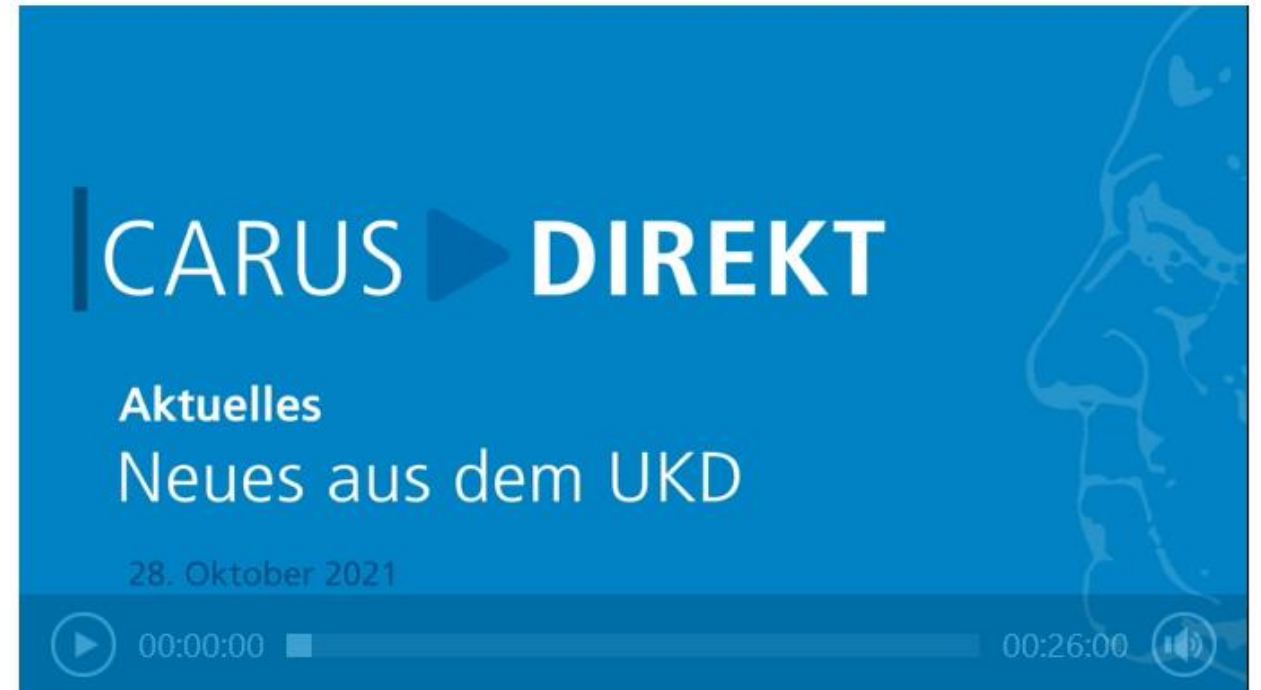 CARUS DIREKT
Aktuelles
Neues aus dem UKD
28. Oktober 2021
00:00:00 00:26:00